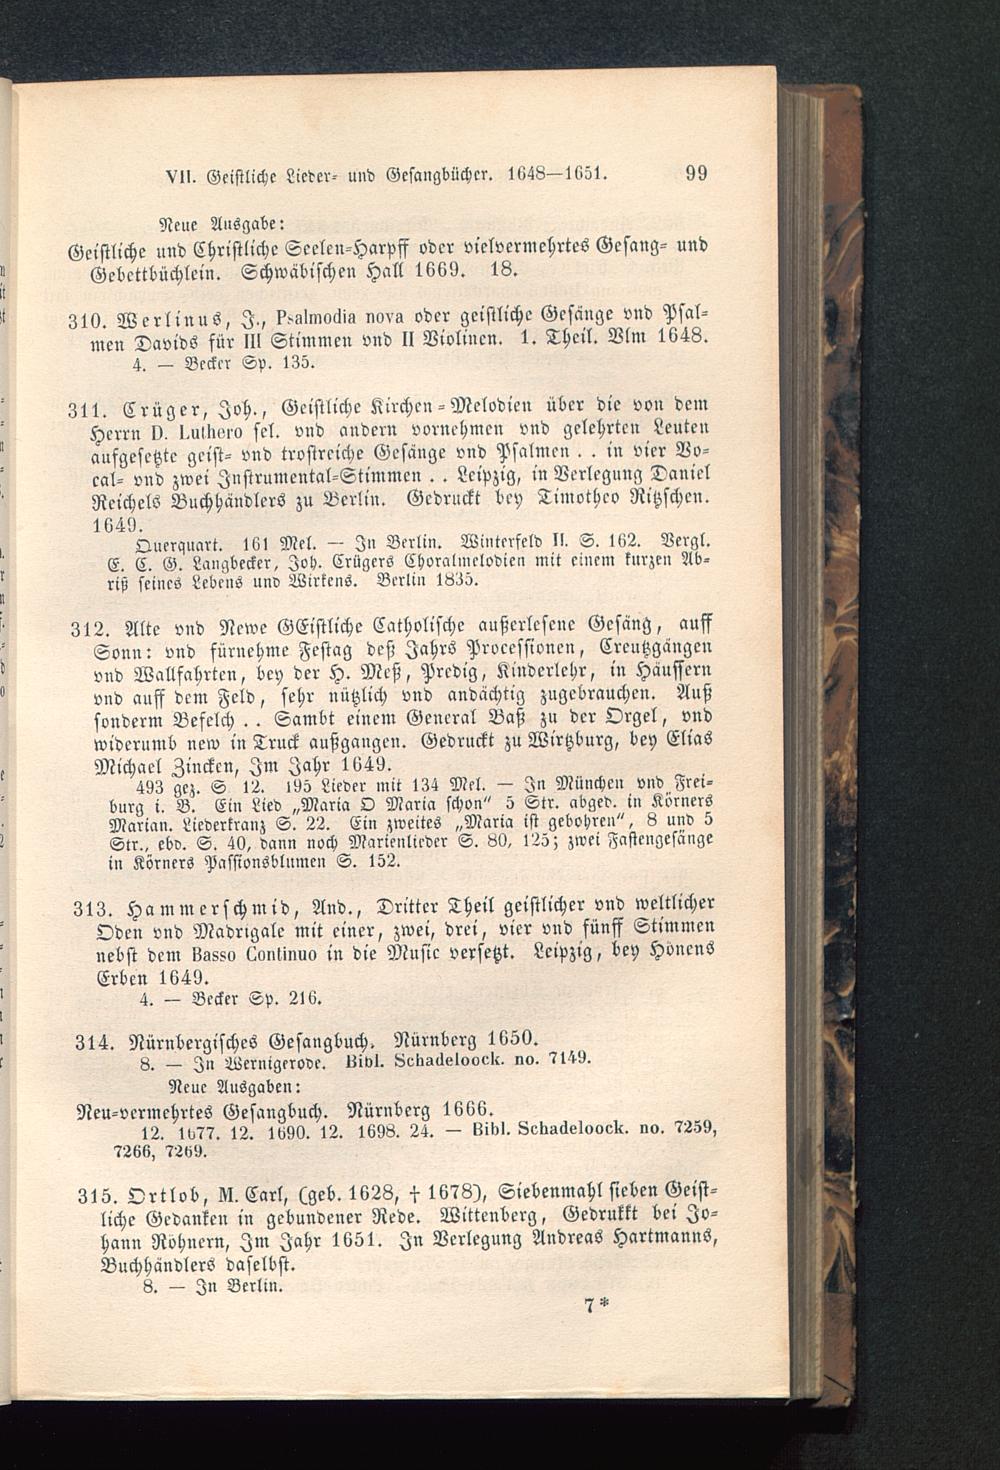 VII. Geistliche Lieder- und Gesangbücher. 1648—1651. 99
Neue Ausgabe:
Geistliche und Christliche Seelen-Harpff oder vielvermehrtes Gesang- und
Gebettbüchlein. Schwäbischen Hall 1669. 18.
310. Werlinus, J., Psalmodia nova oder geistliche Gesänge vnd Psal-
men Davids für III Stimmen vnd II Violinen. 1. Theil. Vlm 1648.
4. — Becker Sp. 135.
311. Crüger, Joh., Geistliche Kirchen-Melodien über die von dem
Herrn D. Luthero sel. vnd andern vornehmen vnd gelehrten Leuten
aufgesetzte geist- vnd trostreiche Gesänge vnd Psalmen . . in vier Vo-
cal- vnd zwei Instrumental-Stimmen . . Leipzig, in Verlegung Daniel
Reichels Buchhändlers zu Berlin. Gedruckt bey Timotheo Ritzschen.
1649.
Querquart. 161 Mel. — In Berlin. Winterfeld II. S. 162. Vergl.
E. C. G. Langbecker, Joh. Crügers Choralmelodien mit einem kurzen Ab-
riß seines Lebens und Wirkens. Berlin 1835.
312. Alte vnd Newe GEistliche Catholische außerlesene Gesäng, auff
Sonn: vnd fürnehme Festag deß Jahrs Processionen, Creutzgängen
vnd Wallfahrten, bey der H. Meß, Predig, Kinderlehr, in Häussern
vnd auff dem Feld, sehr nützlich vnd andächtig zugebrauchen. Auß
sonderm Befelch . . Sambt einem General Baß zu der Orgel, vnd
widerumb new in Truck außgangen. Gedruckt zu Wirtzburg, bey Elias
Michael Zincken, Im Jahr 1649.
493 gez. S 12. 195 Lieder mit 134 Mel. — In München vnd Frei-
burg i. B. Ein Lied „Maria O Maria schon“ 5 Str. abged. in Körners
Marian. Liederkranz S. 22. Ein zweites „Maria ist gebohren“, 8 und 5
Str., ebd. S. 40, dann noch Marienlieder S. 80, 125; zwei Fastengesänge
in Körners Passionsblumen S. 152.
313. Hammerschmid, And., Dritter Theil geistlicher vnd weltlicher
Oden vnd Madrigale mit einer, zwei, drei, vier vnd fünff Stimmen
nebst dem Basso Continuo in die Music versetzt. Leipzig, bey Hönens
Erben 1649.
4. — Becker Sp. 216.
314. Nürnbergisches Gesangbuch. Nürnberg 1650.
8. — In Wernigerode. Bibl. Schadeloock. no. 7149.
Neue Ausgaben:
Neu-vermehrtes Gesangbuch. Nürnberg 1666.
12. 1677. 12. 1690. 12. 1698. 24. — Bibl. Schadeloock. no. 7259,
7266, 7269.
315. Ortlob, M. Carl, (geb. 1628, † 1678), Siebenmahl sieben Geist-
liche Gedanken in gebundener Rede. Wittenberg, Gedrukkt bei Jo-
hann Röhnern, Im Jahr 1651. In Verlegung Andreas Hartmanns,
Buchhändlers daselbst.
8. — In Berlin.
7*